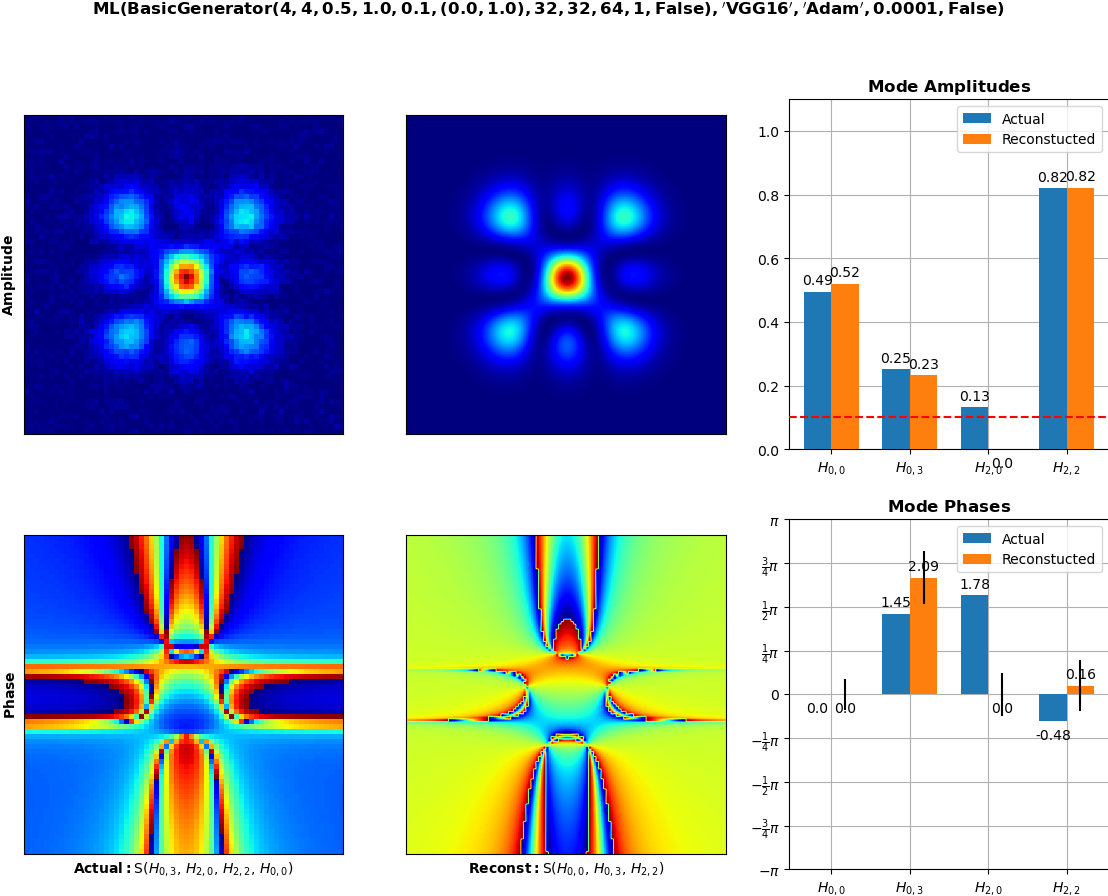 ML(BasicGenerator(4, 4, 0.5, 1.0, 0.1, (0.0, 1.0), 32, 32, 64, 1, False), 'VGG16', 'Adam', 0.0001, False)
Amplitude
Mode Amplitudes
Actual
Reconstucted
1.0
0.8
0.6
0.4
0.2
0.0
0.49
0.52
0.25
0.23
0.13
0.0
0.82
0.82
H0,0
H0,3
H2,0
H2,2
Phase
Actual: S(H0,3, H2,0, H2,2, H0,0)
Reconst: S(H0,0, H0,3, H2,2)
Mode Phases
Actual
Reconstucted
π
3/4π
1/2π
1/4π
0
−1/4π
−1/2π
−3/4π
−π
0.0
0.0
1.45
2.09
1.78
0.0
-0.48
0.16
H0,0
H0,3
H2,0
H2,2